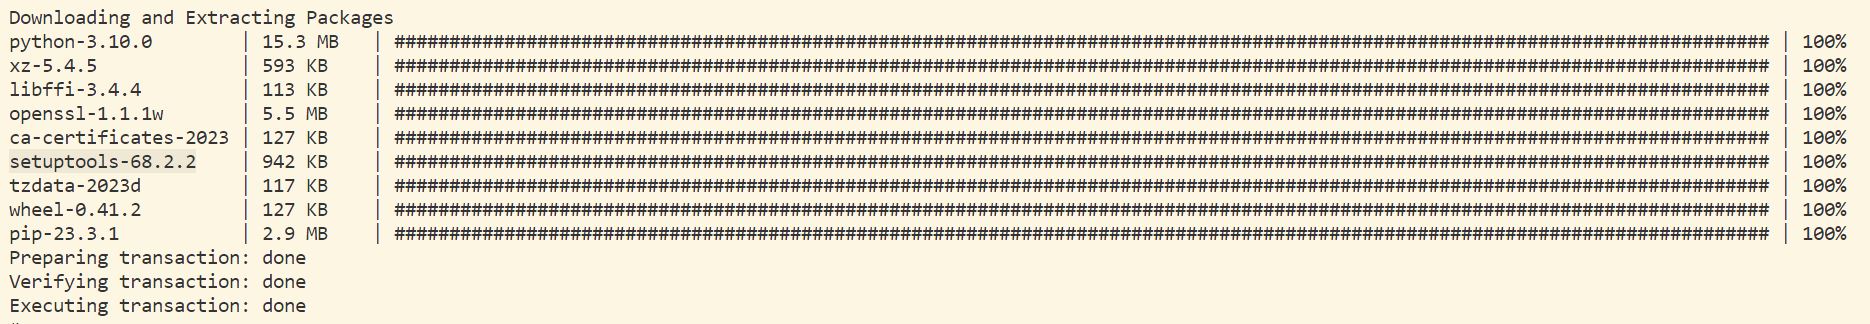 Downloading and Extracting Packages
python-3.10.0        | 15.3 MB   | ############################################################################################################################# | 100%
xz-5.4.5             | 593 KB    | ############################################################################################################################# | 100%
libffi-3.4.4         | 113 KB    | ############################################################################################################################# | 100%
openssl-1.1.1w       | 5.5 MB    | ############################################################################################################################# | 100%
ca-certificates-2023 | 127 KB    | ############################################################################################################################# | 100%
setuptools-68.2.2    | 942 KB    | ############################################################################################################################# | 100%
tzdata-2023d         | 117 KB    | ############################################################################################################################# | 100%
wheel-0.41.2         | 127 KB    | ############################################################################################################################# | 100%
pip-23.3.1           | 2.9 MB    | ############################################################################################################################# | 100%
Preparing transaction: done
Verifying transaction: done
Executing transaction: done